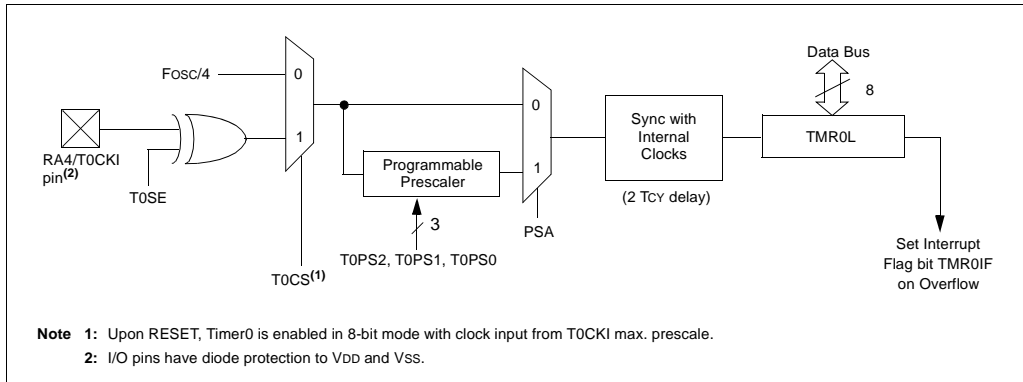 Data Bus
FOSC/4
0
8
0
1
Sync with
Internal
Clocks
TMR0L
RA4/T0CKI
pin(2)
T0SE
Programmable
Prescaler
1
(2 TCY delay)
3
PSA
T0PS2, T0PS1, T0PS0
T0CS(1)
Set Interrupt
Flag bit TMR0IF
on Overflow
Note 1: Upon RESET, Timer0 is enabled in 8-bit mode with clock input from T0CKI max. prescale.
2: I/O pins have diode protection to VDD and VSS.